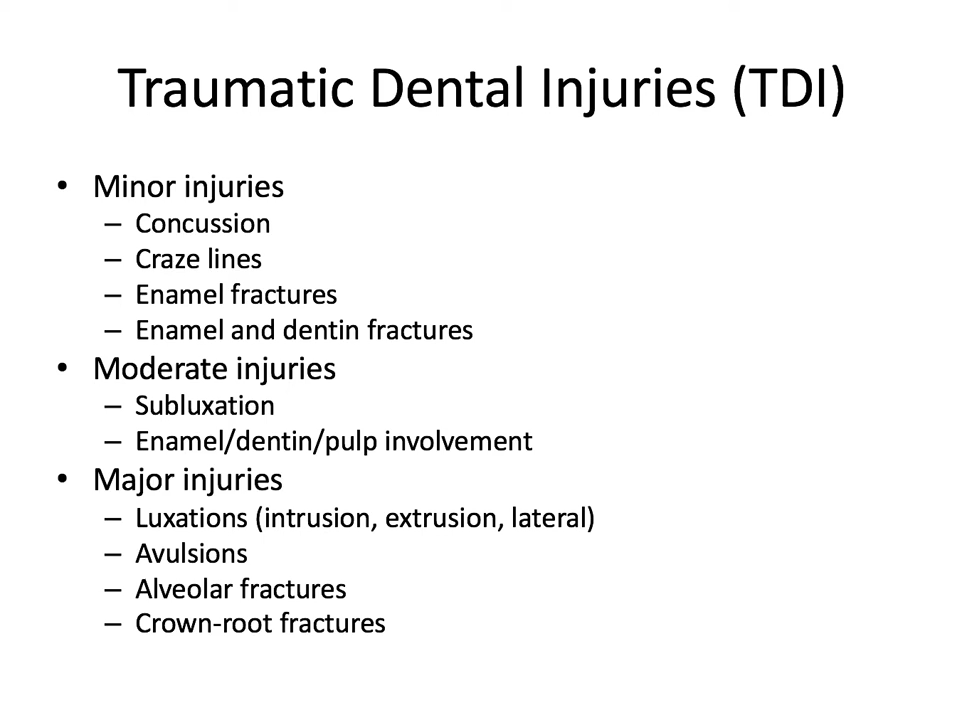 Traumatic Dental Injuries (TDI)
• Minor injuries
– Concussion
– Craze lines
– Enamel fractures
– Enamel and dentin fractures
• Moderate injuries
– Subluxation
– Enamel/dentin/pulp involvement
• Major injuries
– Luxations (intrusion, extrusion, lateral)
– Avulsions
– Alveolar fractures
– Crown-root fractures